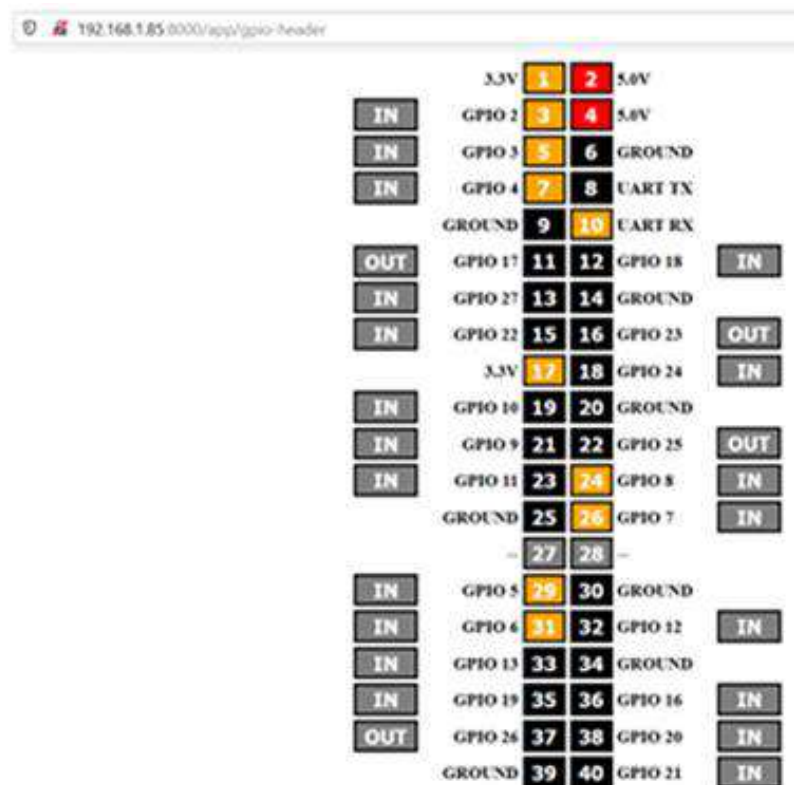 192.168.1.85:8000/app/gpio-header
3.3V 1 2 5.0V
IN GPIO 2 3 4 5.0V
IN GPIO 3 5 6 GROUND
IN GPIO 4 7 8 UART TX
GROUND 9 10 UART RX
OUT GPIO 17 11 12 GPIO 18 IN
IN GPIO 27 13 14 GROUND
IN GPIO 22 15 16 GPIO 23 OUT
3.3V 17 18 GPIO 24 IN
IN GPIO 10 19 20 GROUND
IN GPIO 9 21 22 GPIO 25 OUT
IN GPIO 11 23 24 GPIO 8 IN
GROUND 25 26 GPIO 7 IN
-- 27 28 --
IN GPIO 5 29 30 GROUND
IN GPIO 6 31 32 GPIO 12 IN
IN GPIO 13 33 34 GROUND
IN GPIO 19 35 36 GPIO 16 IN
OUT GPIO 26 37 38 GPIO 20 IN
GROUND 39 40 GPIO 21 IN